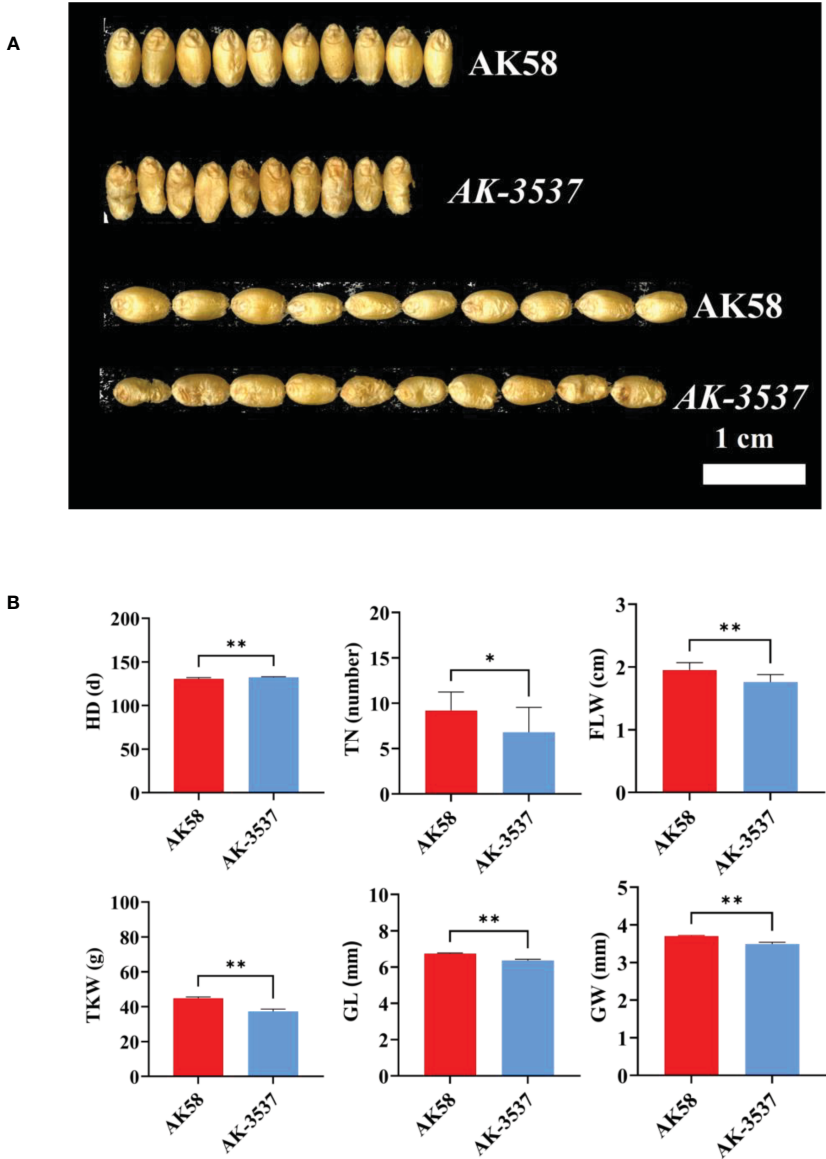 A
AK58
AK-3537
AK58
AK-3537
1 cm
B
HD (d)
200
150
100
50
0
**
AK58
AK-3537
TN (number)
20
15
10
5
0
*
AK58
AK-3537
FLW (cm)
3
2
1
0
**
AK58
AK-3537
TKW (g)
100
80
60
40
20
0
**
AK58
AK-3537
GL (mm)
10
8
6
4
2
0
**
AK58
AK-3537
GW (mm)
5
4
3
2
1
0
**
AK58
AK-3537